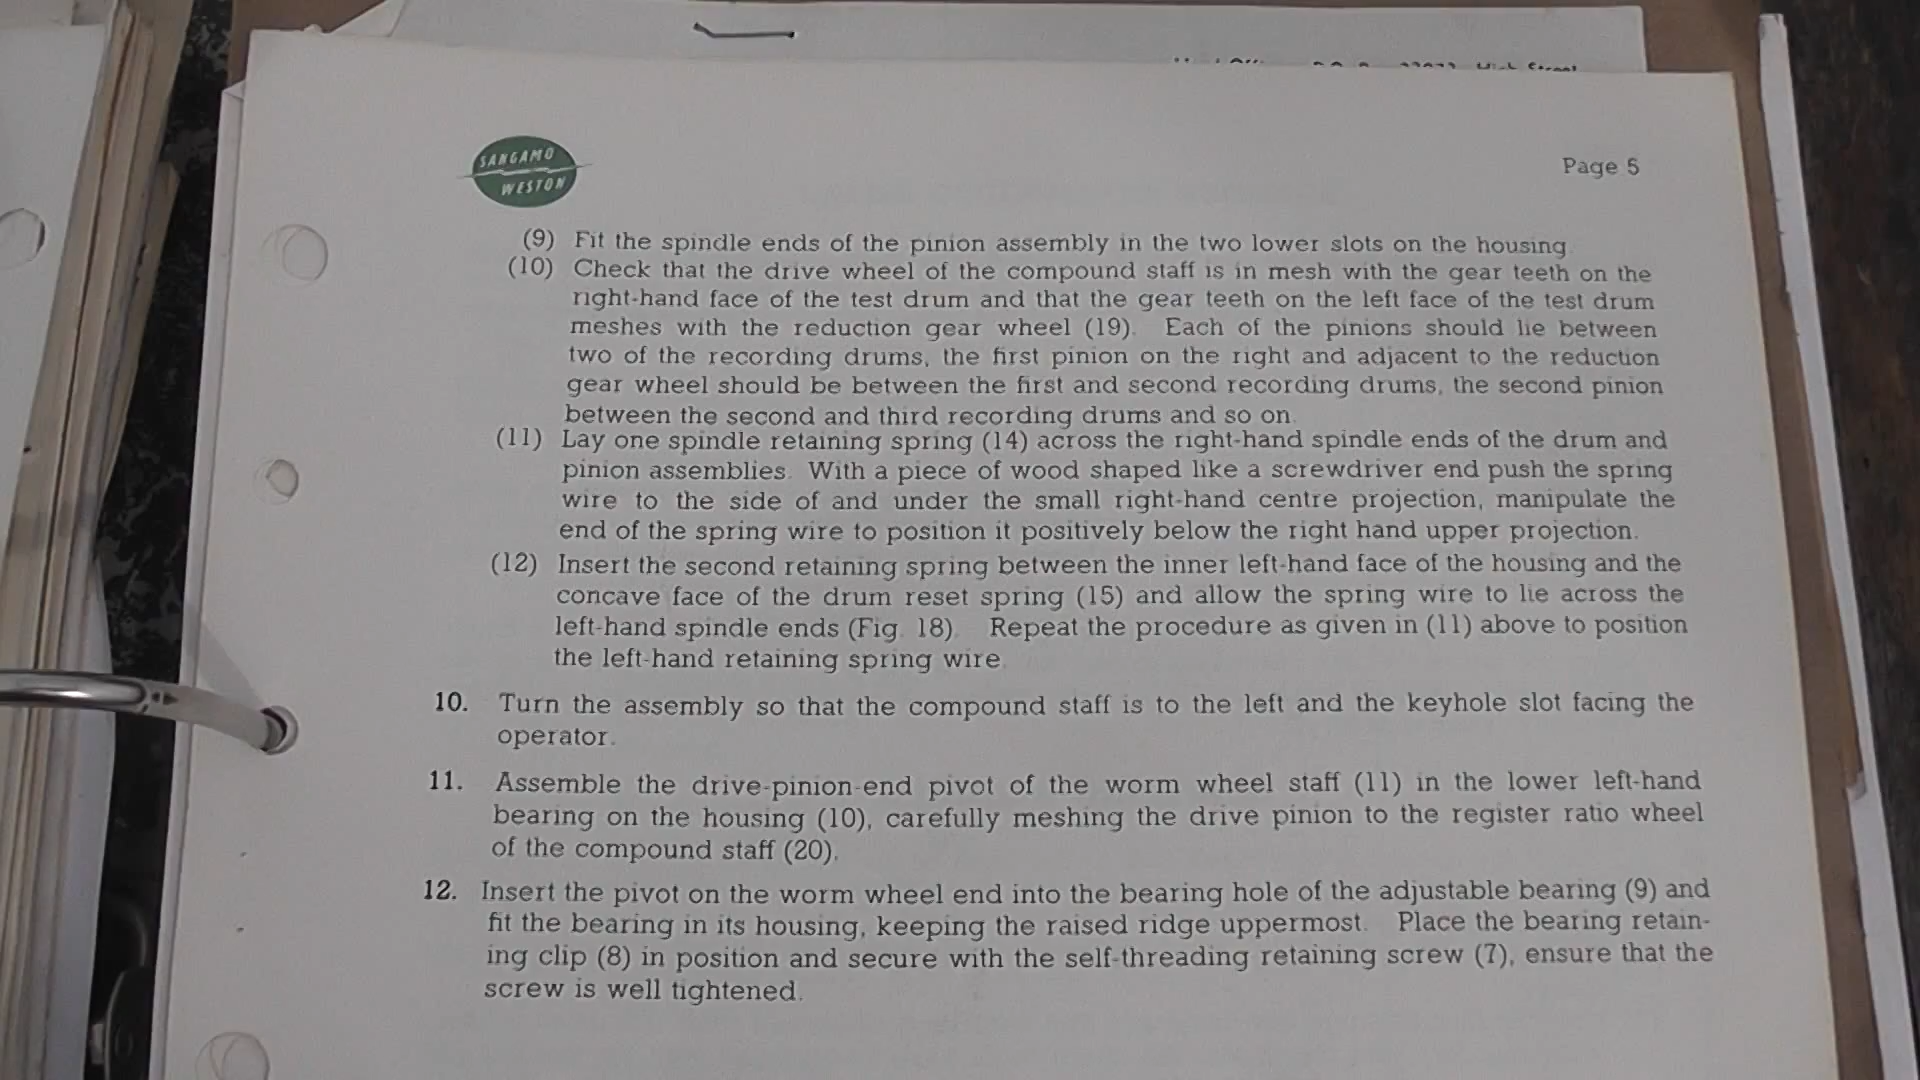 SANGAMO
WESTON
Page 5
(9) Fit the spindle ends of the pinion assembly in the two lower slots on the housing.
(10) Check that the drive wheel of the compound staff is in mesh with the gear teeth on the
right-hand face of the test drum and that the gear teeth on the left face of the test drum
meshes with the reduction gear wheel (19). Each of the pinions should lie between
two of the recording drums, the first pinion on the right and adjacent to the reduction
gear wheel should be between the first and second recording drums, the second pinion
between the second and third recording drums and so on.
(11) Lay one spindle retaining spring (14) across the right-hand spindle ends of the drum and
pinion assemblies. With a piece of wood shaped like a screwdriver end push the spring
wire to the side of and under the small right-hand centre projection, manipulate the
end of the spring wire to position it positively below the right hand upper projection.
(12) Insert the second retaining spring between the inner left-hand face of the housing and the
concave face of the drum reset spring (15) and allow the spring wire to lie across the
left-hand spindle ends (Fig. 18). Repeat the procedure as given in (11) above to position
the left-hand retaining spring wire.
10. Turn the assembly so that the compound staff is to the left and the keyhole slot facing the
operator.
11. Assemble the drive-pinion-end pivot of the worm wheel staff (11) in the lower left-hand
bearing on the housing (10), carefully meshing the drive pinion to the register ratio wheel
of the compound staff (20).
12. Insert the pivot on the worm wheel end into the bearing hole of the adjustable bearing (9) and
fit the bearing in its housing, keeping the raised ridge uppermost. Place the bearing retain-
ing clip (8) in position and secure with the self-threading retaining screw (7), ensure that the
screw is well tightened.